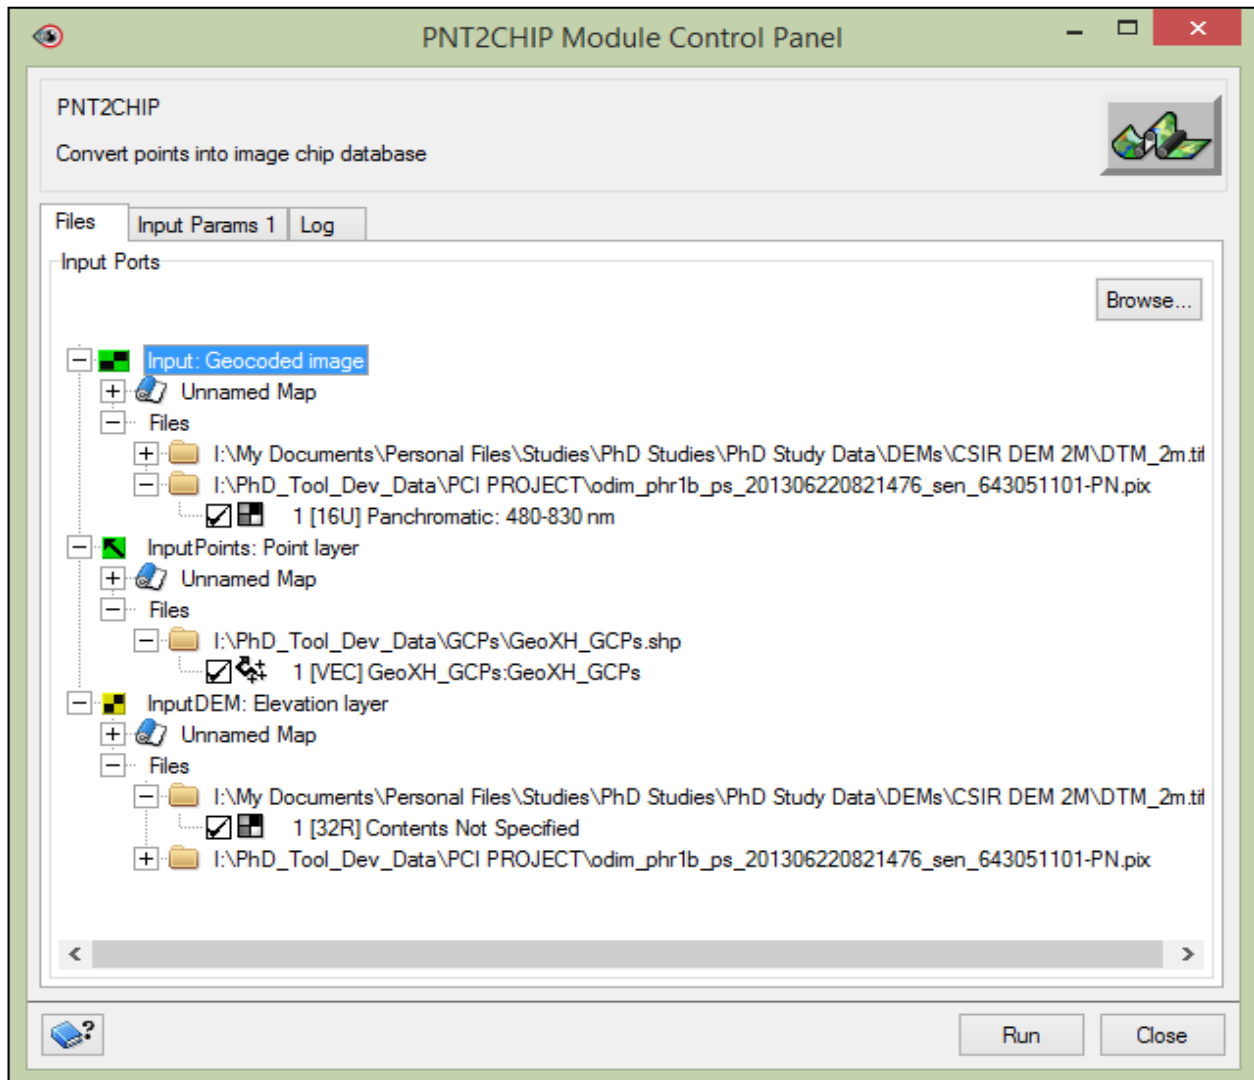 PNT2CHIP Module Control Panel
PNT2CHIP
Convert points into image chip database
Files Input Params 1 Log
Input Ports
Browse...
Input: Geocoded image
Unnamed Map
Files
I:\My Documents\Personal Files\Studies\PhD Studies\PhD Study Data\DEMs\CSIR DEM 2M\DTM_2m.tif
I:\PhD_Tool_Dev_Data\PCI PROJECT\odim_phr1b_ps_201306220821476_sen_643051101-PN.pix
1 [16U] Panchromatic: 480-830 nm
InputPoints: Point layer
Unnamed Map
Files
I:\PhD_Tool_Dev_Data\GCPs\GeoXH_GCPs.shp
1 [VEC] GeoXH_GCPs:GeoXH_GCPs
InputDEM: Elevation layer
Unnamed Map
Files
I:\My Documents\Personal Files\Studies\PhD Studies\PhD Study Data\DEMs\CSIR DEM 2M\DTM_2m.tif
1 [32R] Contents Not Specified
I:\PhD_Tool_Dev_Data\PCI PROJECT\odim_phr1b_ps_201306220821476_sen_643051101-PN.pix
Run Close